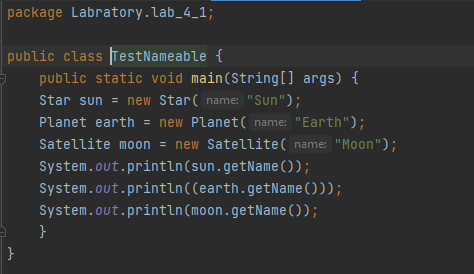 package Labratory.lab_4_1;
public class TestNameable {
public static void main(String[] args) {
Star sun = new Star( name: "Sun");
Planet earth = new Planet( name: "Earth");
Satellite moon = new Satellite( name: "Moon");
System.out.println(sun.getName());
System.out.println((earth.getName()));
System.out.println(moon.getName());
}
}